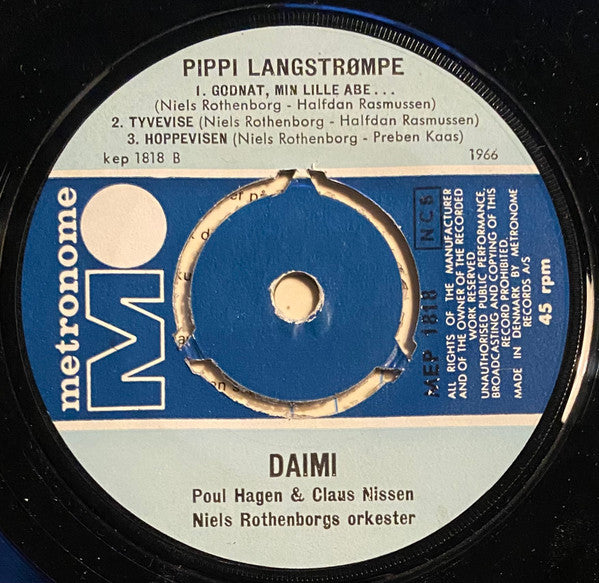 PIPPI LANGSTRØMPE
1. GODNAT, MIN LILLE ABE...
(Niels Rothenborg - Halfdan Rasmussen)
2. TYVEVISE (Niels Rothenborg - Halfdan Rasmussen)
3. HOPPEVISEN (Niels Rothenborg - Preben Kaas)
kep 1818 B
1966
metronome
M
NCB
MEP 1818
ALL RIGHTS OF THE MANUFACTURER
AND OF THE OWNER OF THE RECORDED
WORK RESERVED
UNAUTHORISED PUBLIC PERFORMANCE,
BROADCASTING AND COPYING OF THIS
RECORD PROHIBITED.
MADE IN DENMARK BY METRONOME
RECORDS A/S
45 rpm
DAIMI
Poul Hagen & Claus Nissen
Niels Rothenborgs orkester